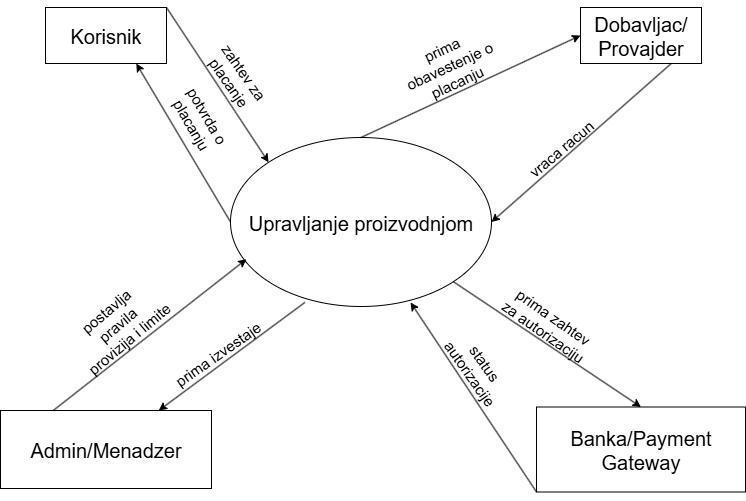 Korisnik
zahtev za
placanje
potvrda o
placanju
prima
obavestenje o
placanju
Dobavljac/
Provajder
vraca racun
Upravljanje proizvodnjom
postavlja
pravila
provizija i limite
prima izvestaje
status
autorizacije
prima zahtev
za autorizaciju
Admin/Menadzer
Banka/Payment
Gateway